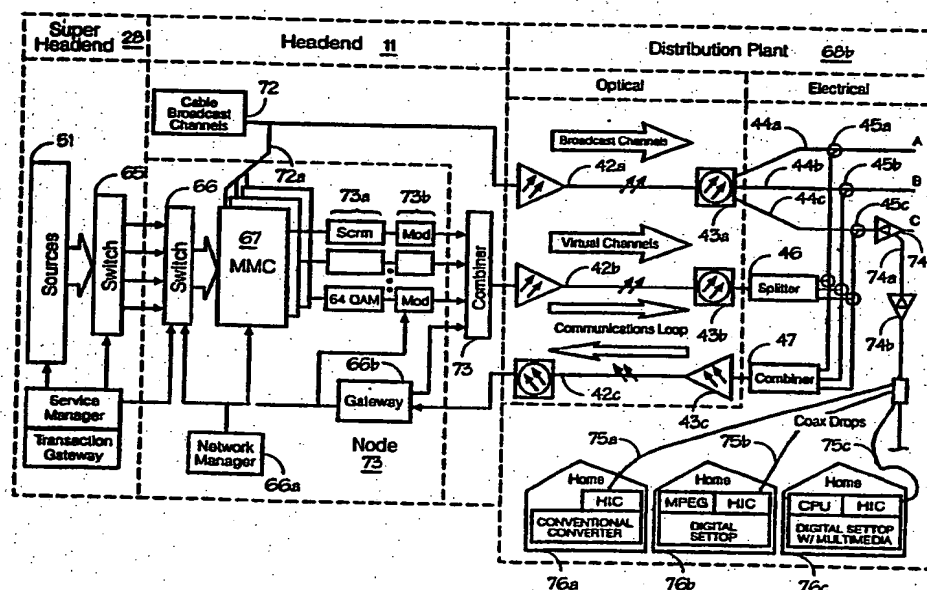 Super
Headend 28
Headend 11
Distribution Plant 68b
Optical
Electrical
Cable
Broadcast
Channels
72
72a
61
Sources
65
Switch
66
Switch
67
MMC
73a
73b
Scrm
Mod
64 QAM
Mod
Combiner
73
66b
Gateway
Node
73
Network
Manager
66a
Service
Manager
Transaction
Gateway
Broadcast Channels
42a
43a
44a
44b
44c
45a
45b
45c
A
B
C
74
74a
74b
Virtual Channels
42b
43b
46
Splitter
Communications Loop
42c
43c
47
Combiner
Coax Drops
75a
75b
75c
Home
HIC
CONVENTIONAL
CONVERTER
76a
Home
MPEG HIC
DIGITAL
SETTOP
76b
Home
CPU HIC
DIGITAL SETTOP
W/ MULTIMEDIA
76c